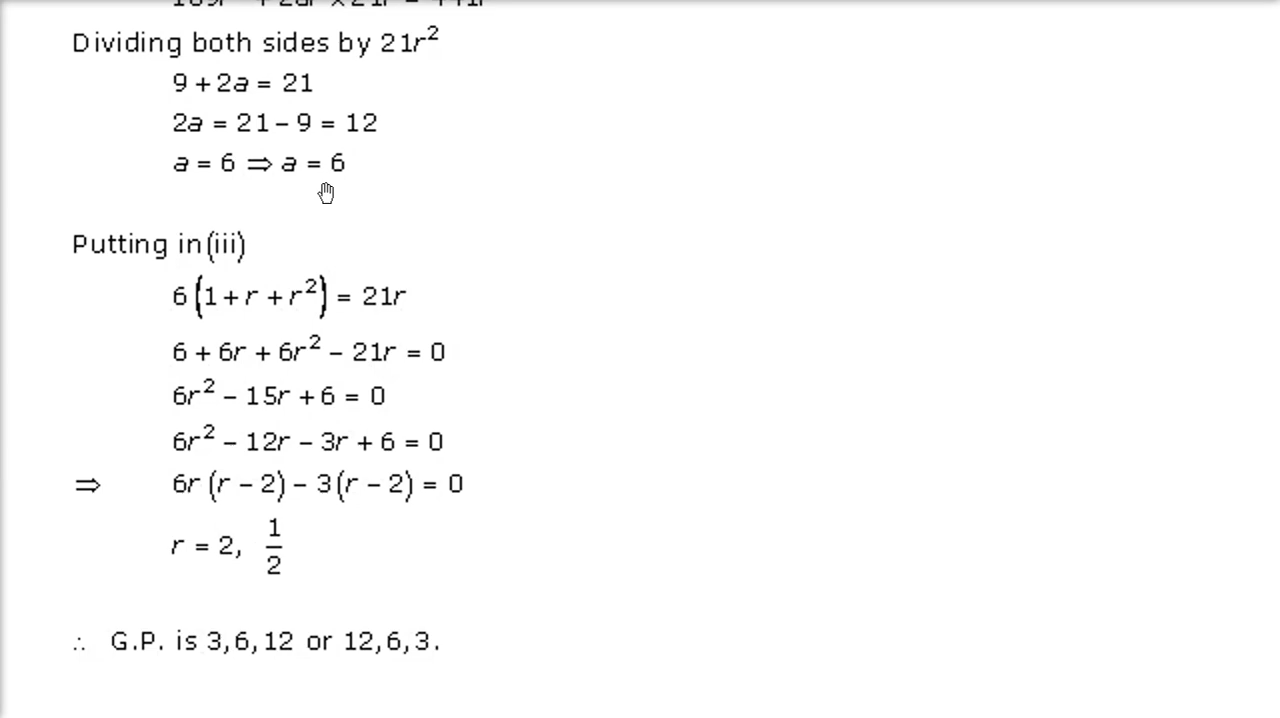 Dividing both sides by 21r²
9 + 2a = 21
2a = 21 – 9 = 12
a = 6 ⇒ a = 6
Putting in (iii)
6(1 + r + r²) = 21r
6 + 6r + 6r² – 21r = 0
6r² – 15r + 6 = 0
6r² – 12r – 3r + 6 = 0
⇒ 6r (r – 2) – 3(r – 2) = 0
r = 2, 1/2
∴ G.P. is 3, 6, 12 or 12, 6, 3.